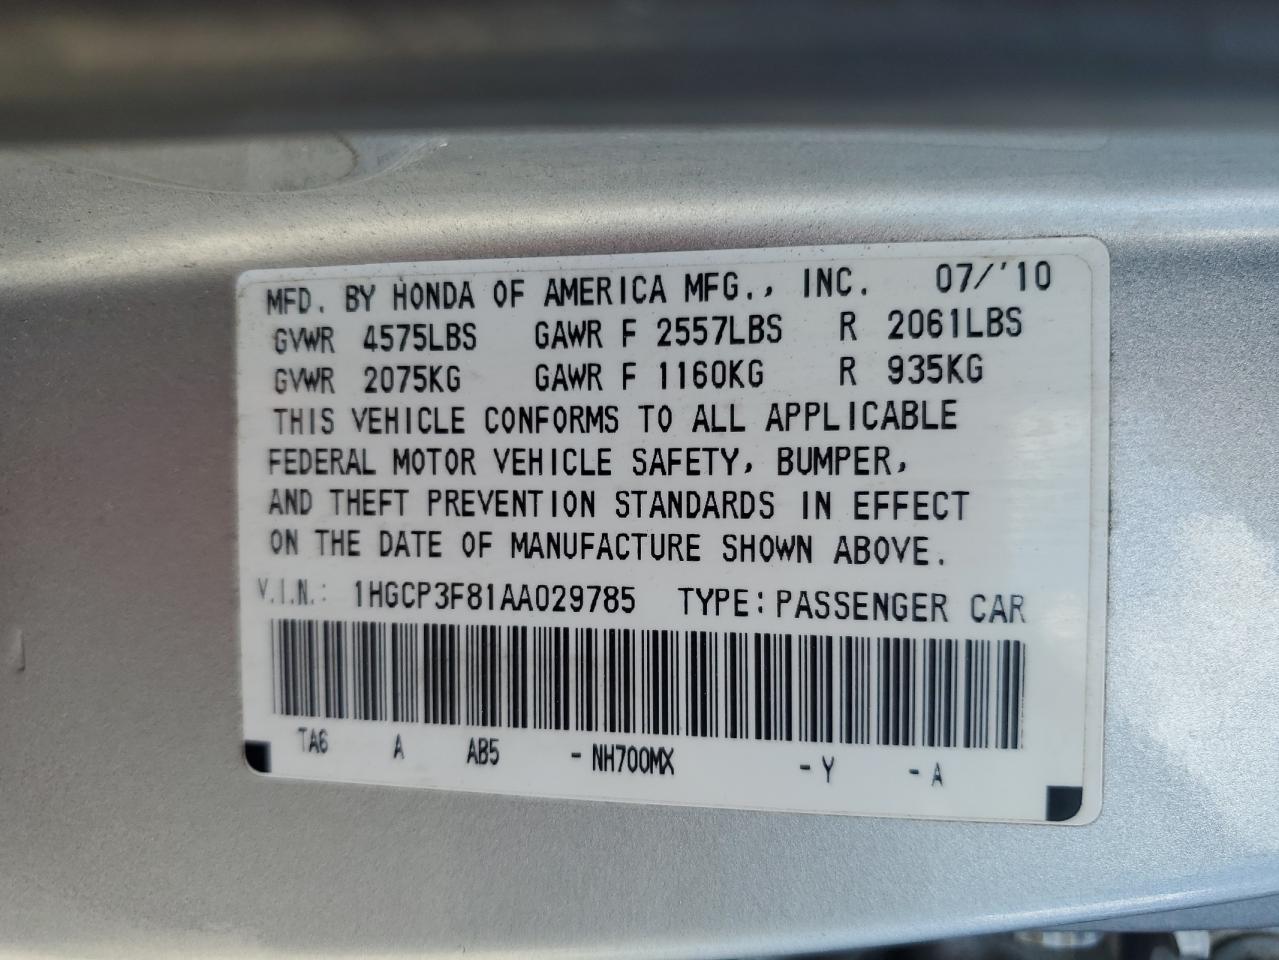 MFD. BY HONDA OF AMERICA MFG., INC. 07/'10
GVWR 4575LBS GAWR F 2557LBS R 2061LBS
GVWR 2075KG GAWR F 1160KG R 935KG
THIS VEHICLE CONFORMS TO ALL APPLICABLE
FEDERAL MOTOR VEHICLE SAFETY, BUMPER,
AND THEFT PREVENTION STANDARDS IN EFFECT
ON THE DATE OF MANUFACTURE SHOWN ABOVE.
V.I.N.: 1HGCP3F81AA029785 TYPE: PASSENGER CAR
TA6 A AB5 - NH700MX - Y - A